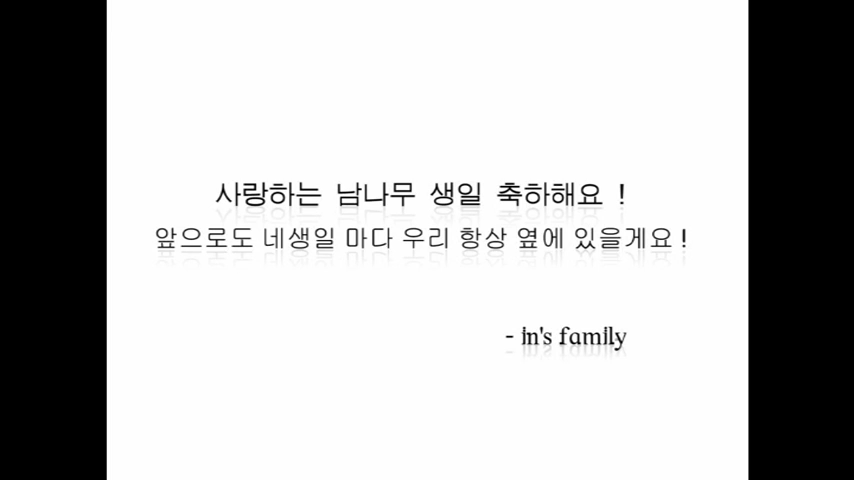 사랑하는 남나무 생일 축하해요 !
앞으로도 네생일 마다 우리 항상 옆에 있을게요 !
- in's family